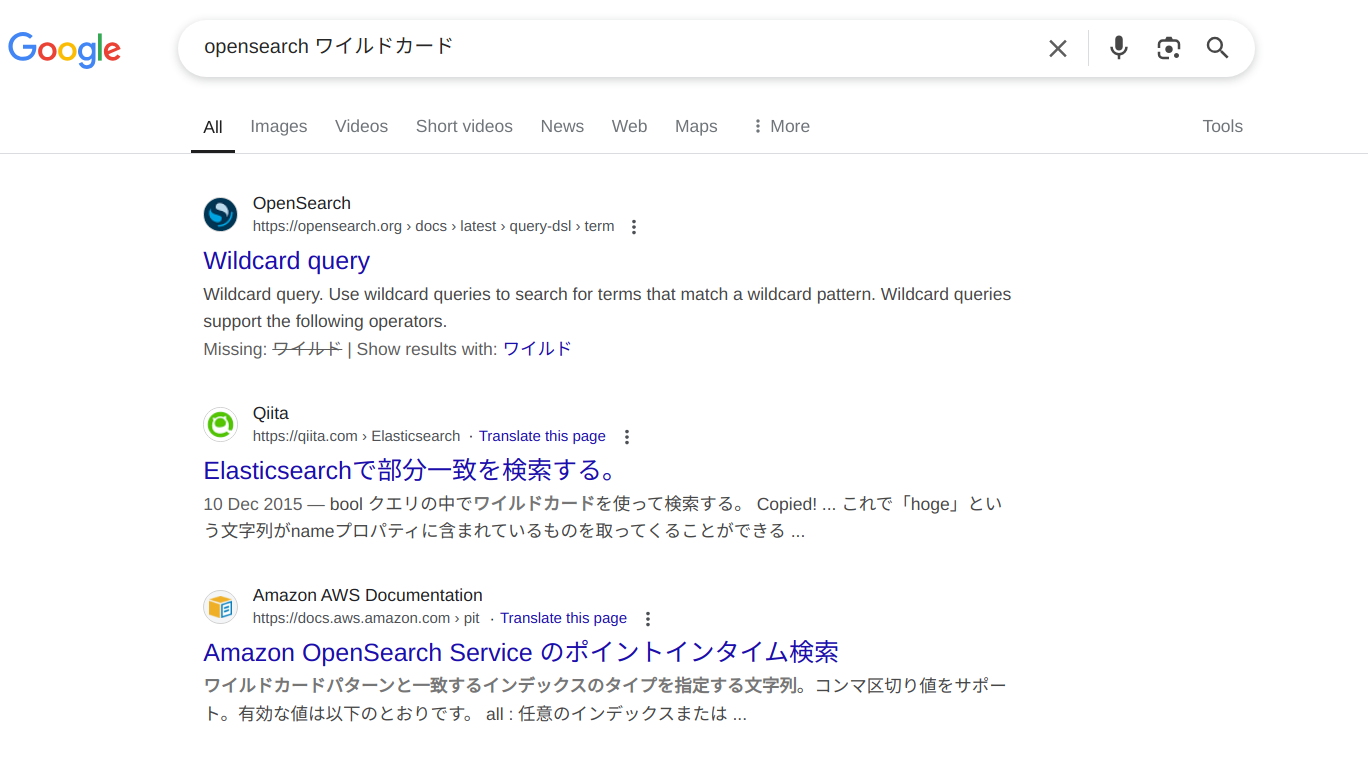 Google
opensearch ワイルドカード
All Images Videos Short videos News Web Maps More Tools
OpenSearch
https://opensearch.org › docs › latest › query-dsl › term
Wildcard query
Wildcard query. Use wildcard queries to search for terms that match a wildcard pattern. Wildcard queries
support the following operators.
Missing: ワイルド | Show results with: ワイルド
Qiita
https://qiita.com › Elasticsearch · Translate this page
Elasticsearchで部分一致を検索する。
10 Dec 2015 — bool クエリの中でワイルドカードを使って検索する。 Copied! ... これで「hoge」とい
う文字列がnameプロパティに含まれているものを取ってくることができる ...
Amazon AWS Documentation
https://docs.aws.amazon.com › pit · Translate this page
Amazon OpenSearch Service のポイントインタイム検索
ワイルドカードパターンと一致するインデックスのタイプを指定する文字列。コンマ区切り値をサポー
ト。有効な値は以下のとおりです。 all : 任意のインデックスまたは ...